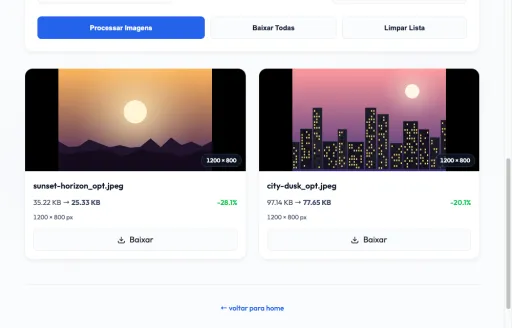 Processar Imagens
Baixar Todas
Limpar Lista
1200 × 800
1200 × 800
sunset-horizon_opt.jpeg
35.22 KB → 25.33 KB
-28.1%
1200 × 800 px
Baixar
city-dusk_opt.jpeg
97.14 KB → 77.65 KB
-20.1%
1200 × 800 px
Baixar
← voltar para home